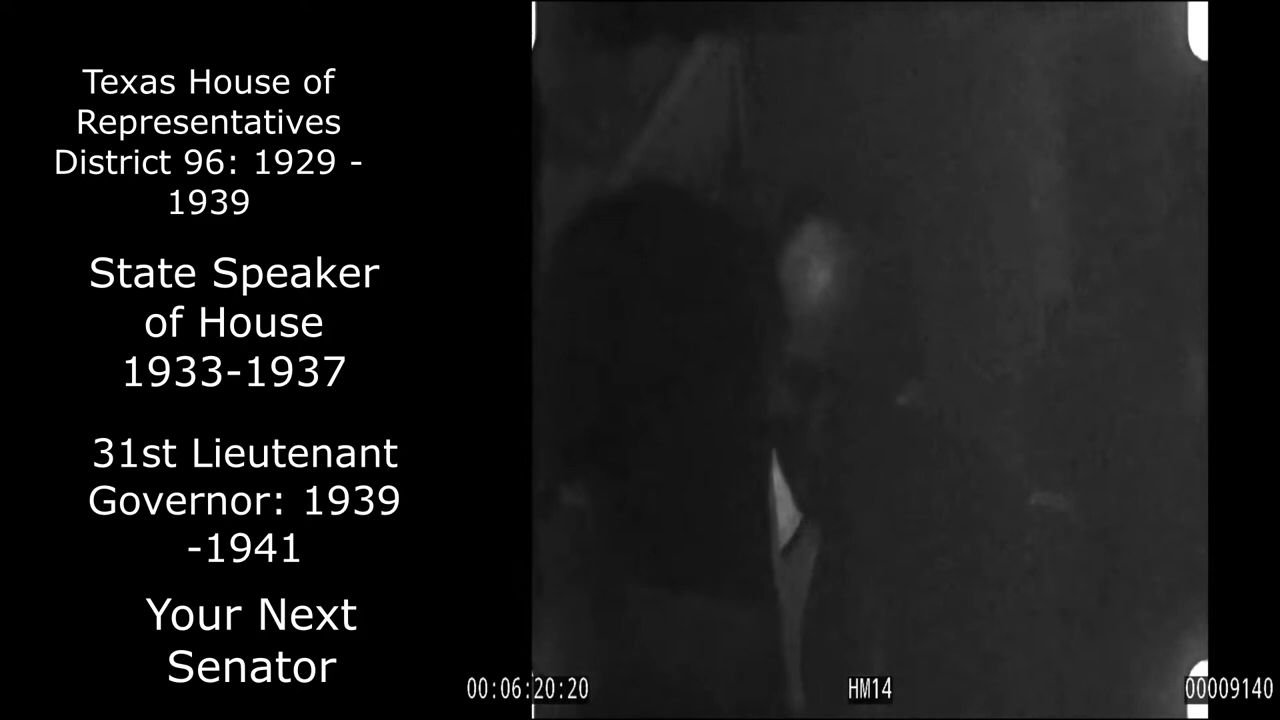 Texas House of
Representatives
District 96: 1929 -
1939
State Speaker
of House
1933-1937
31st Lieutenant
Governor: 1939
-1941
Your Next
Senator
00:06:20:20
HM14
00009140